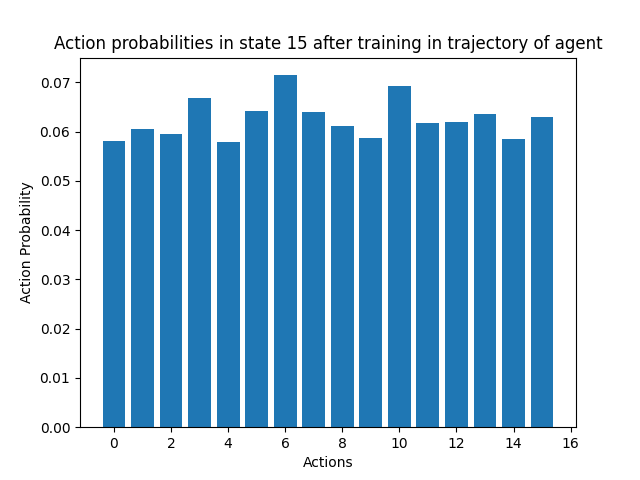 Action probabilities in state 15 after training in trajectory of agent
0.07
0.06
0.05
0.04
0.03
0.02
0.01
0.00
Action Probability
0 2 4 6 8 10 12 14 16
Actions